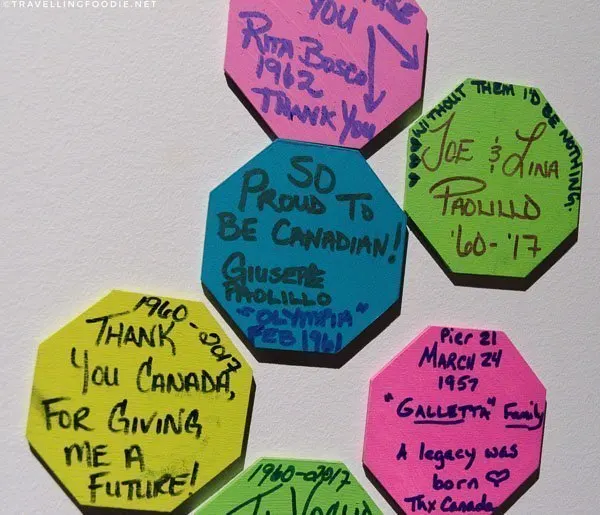 ©TRAVELLINGFOODIE.NET
YOU
RITA BOSCO
1962
THANK YOU
WITHOUT THEM I'D BE NOTHING.
JOE & LINA
PAOLILLO
'60-'17
SO
PROUD TO
BE CANADIAN!
GIUSEPPE
PAOLILLO
"OLYMPIA"
FEB 1961
1960-2017
THANK
YOU CANADA,
FOR GIVING
ME A
FUTURE!
Pier 21
MARCH 24
1957
"GALLETTA" Family
A legacy was
born ♡
Thx Canada
1960-2017